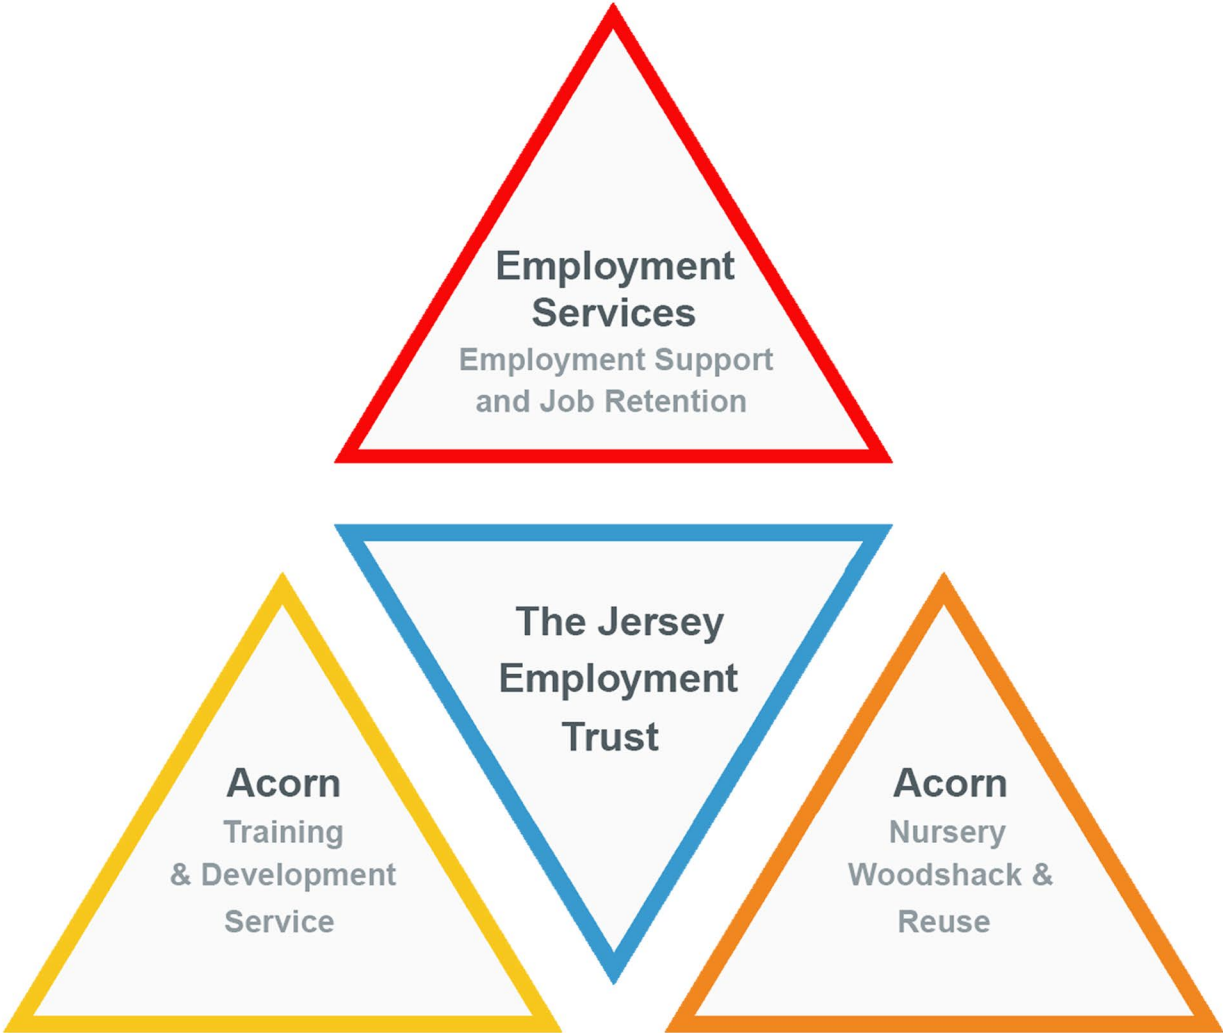 Employment
Services
Employment Support
and Job Retention
The Jersey
Employment
Trust
Acorn
Training
& Development
Service
Acorn
Nursery
Woodshack &
Reuse